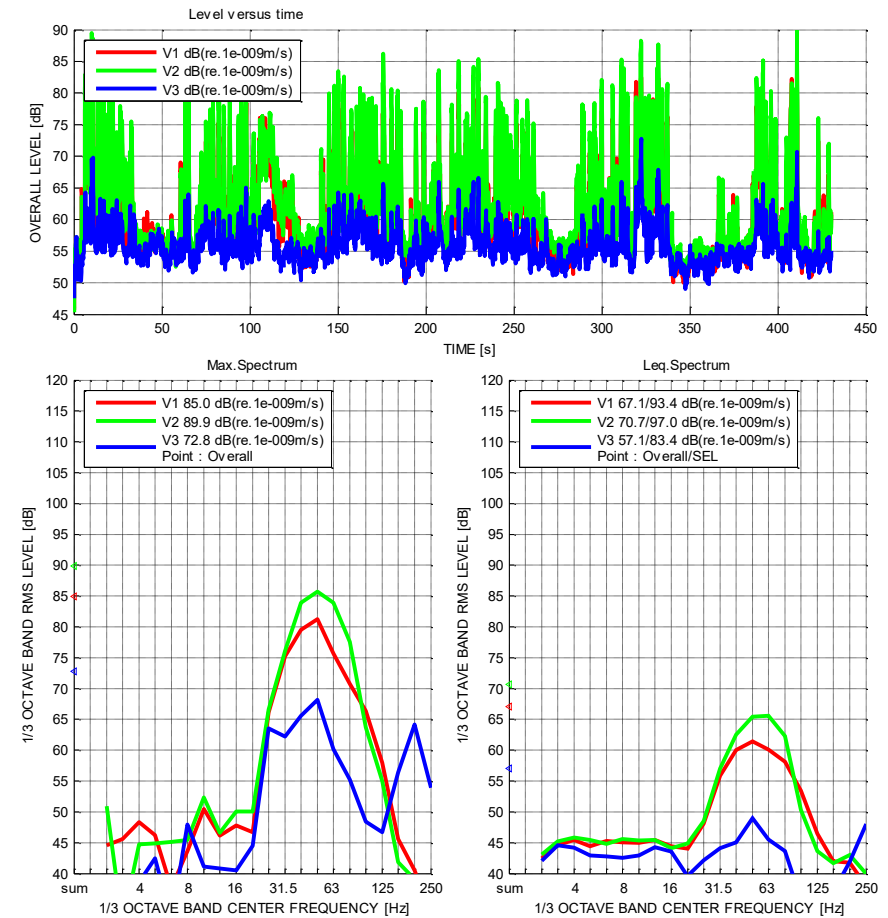 Level versus time
90
85
80
75
70
65
60
55
50
45
OVERALL LEVEL [dB]
V1 dB(re.1e-009m/s)
V2 dB(re.1e-009m/s)
V3 dB(re.1e-009m/s)
0 50 100 150 200 250 300 350 400 450
TIME [s]
Max.Spectrum
120
115
110
105
100
95
90
85
80
75
70
65
60
55
50
45
40
1/3 OCTAVE BAND RMS LEVEL [dB]
V1 85.0 dB(re.1e-009m/s)
V2 89.9 dB(re.1e-009m/s)
V3 72.8 dB(re.1e-009m/s)
Point : Overall
sum 4 8 16 31.5 63 125 250
1/3 OCTAVE BAND CENTER FREQUENCY [Hz]
Leq.Spectrum
120
115
110
105
100
95
90
85
80
75
70
65
60
55
50
45
40
1/3 OCTAVE BAND RMS LEVEL [dB]
V1 67.1/93.4 dB(re.1e-009m/s)
V2 70.7/97.0 dB(re.1e-009m/s)
V3 57.1/83.4 dB(re.1e-009m/s)
Point : Overall/SEL
sum 4 8 16 31.5 63 125 250
1/3 OCTAVE BAND CENTER FREQUENCY [Hz]